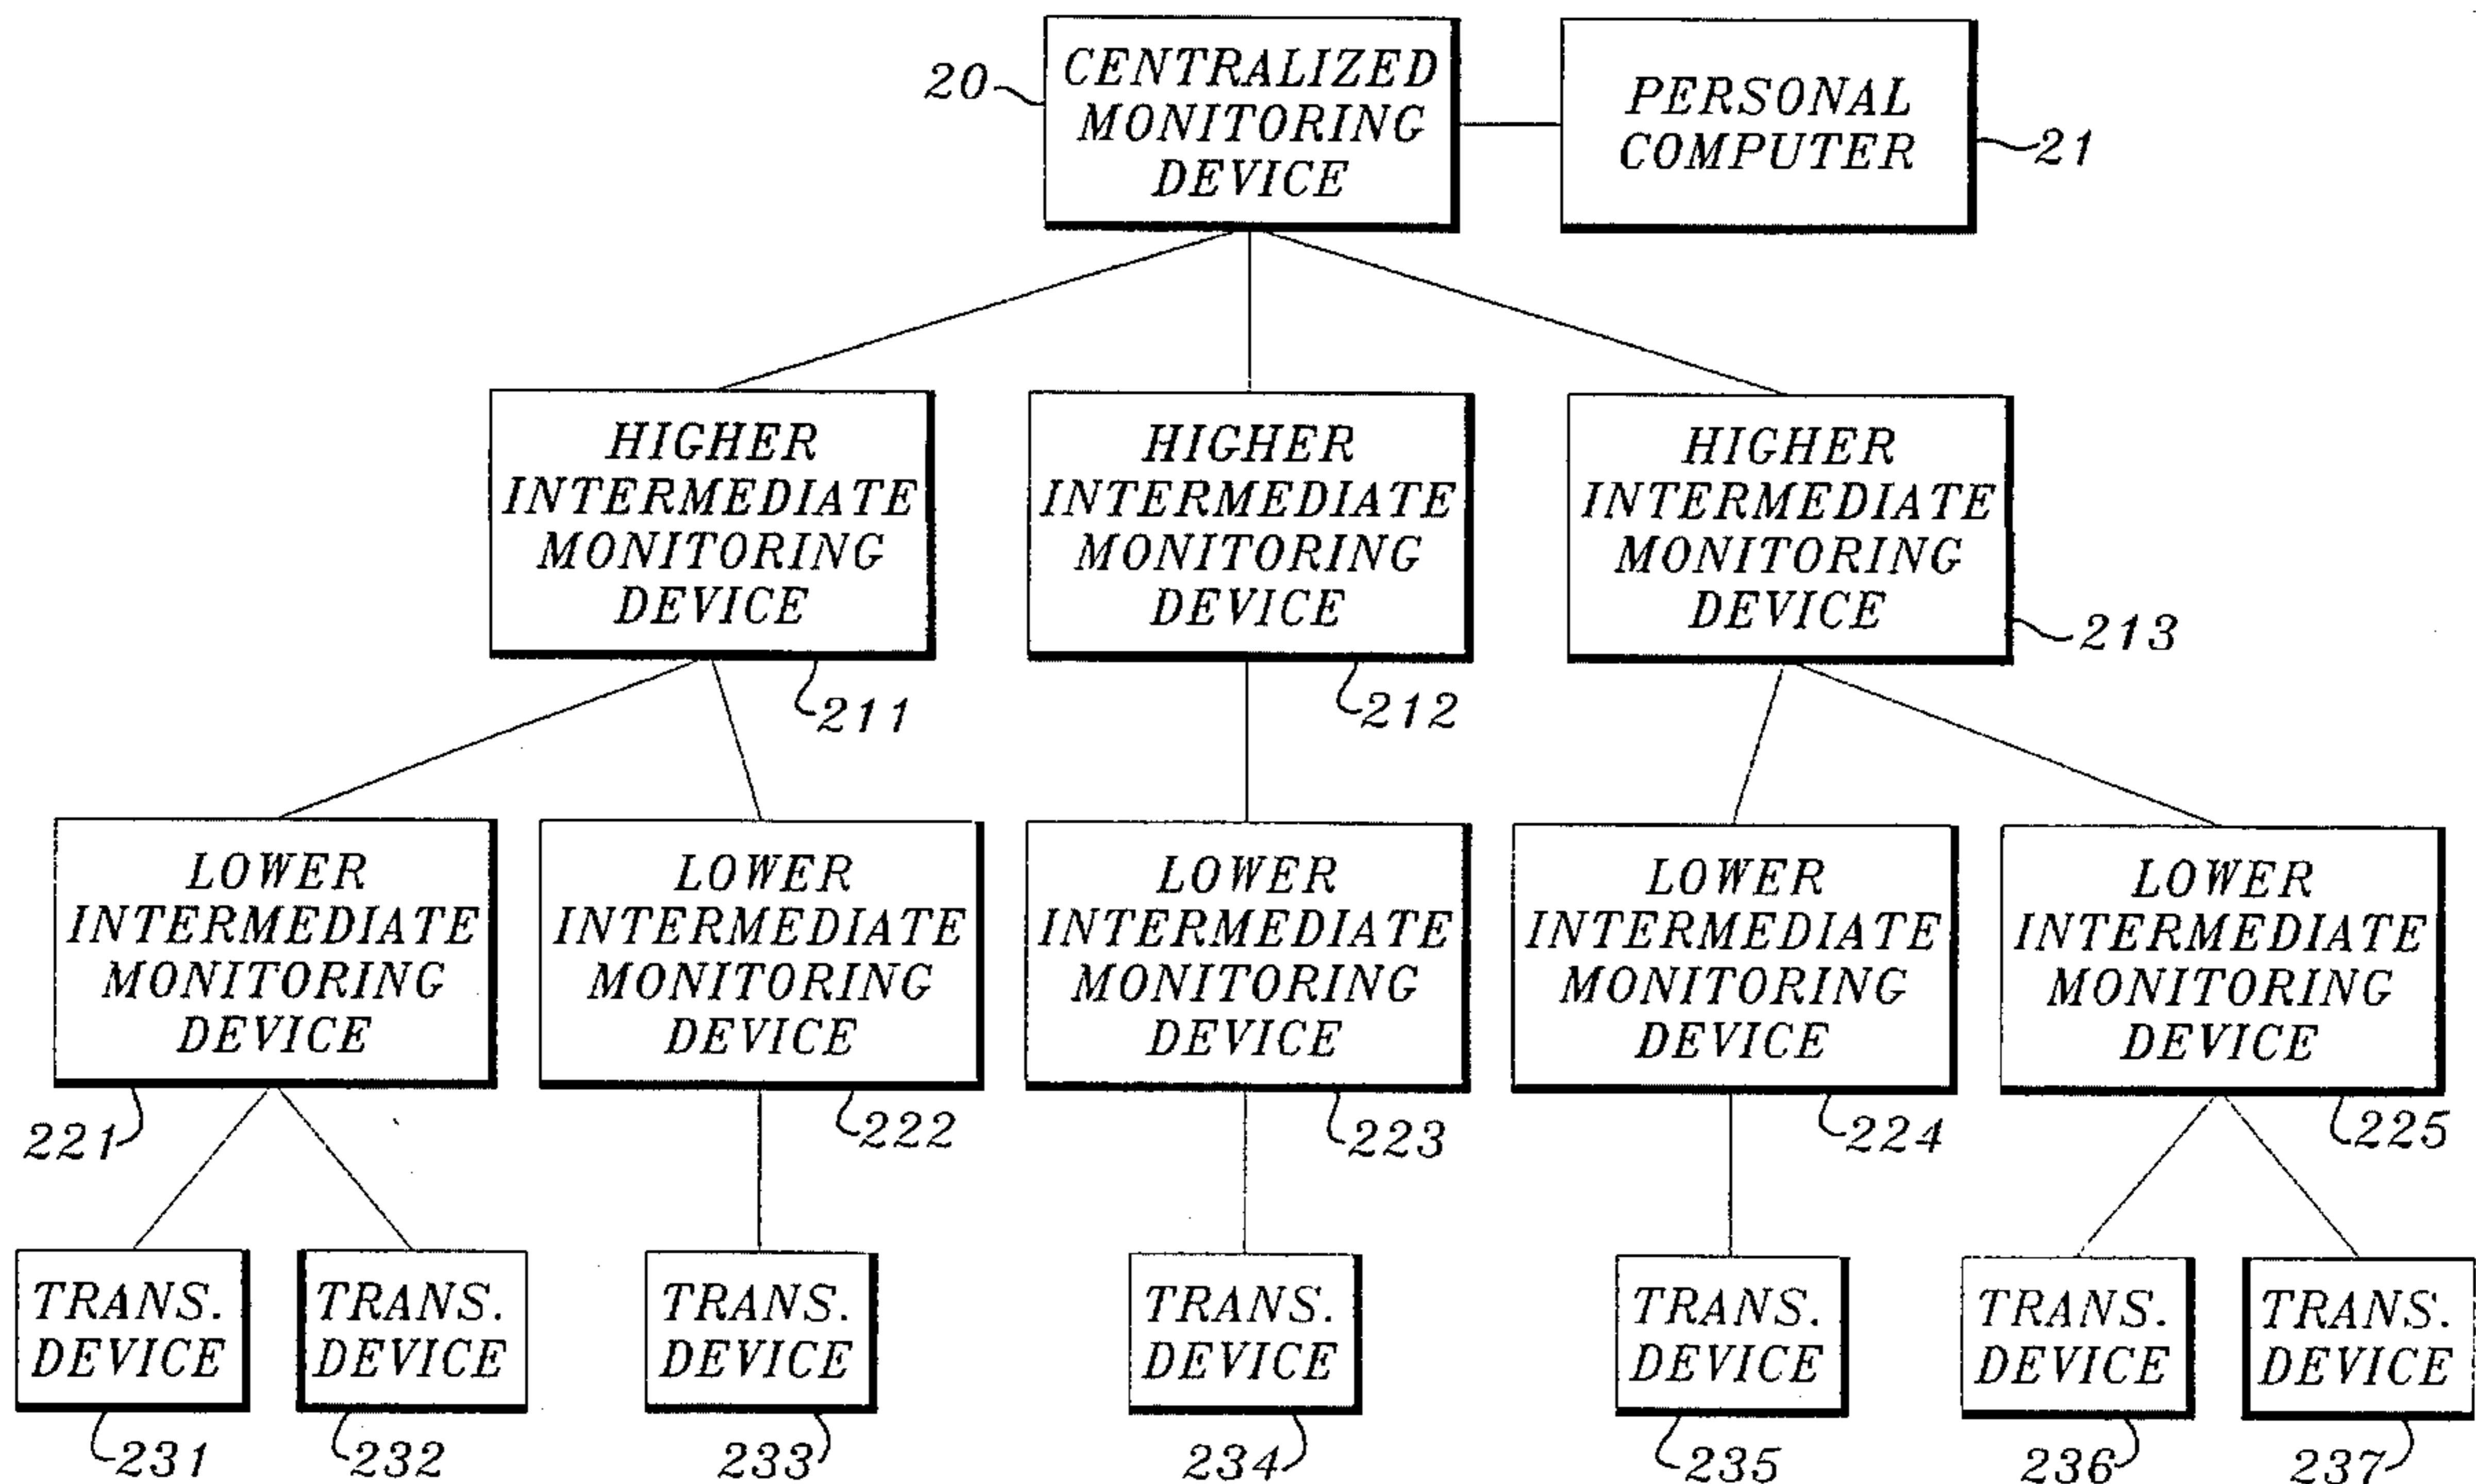 20
CENTRALIZED
MONITORING
DEVICE
PERSONAL
COMPUTER
21
HIGHER
INTERMEDIATE
MONITORING
DEVICE
211
HIGHER
INTERMEDIATE
MONITORING
DEVICE
212
HIGHER
INTERMEDIATE
MONITORING
DEVICE
213
LOWER
INTERMEDIATE
MONITORING
DEVICE
221
LOWER
INTERMEDIATE
MONITORING
DEVICE
222
LOWER
INTERMEDIATE
MONITORING
DEVICE
223
LOWER
INTERMEDIATE
MONITORING
DEVICE
224
LOWER
INTERMEDIATE
MONITORING
DEVICE
225
TRANS.
DEVICE
231
TRANS.
DEVICE
232
TRANS.
DEVICE
233
TRANS.
DEVICE
234
TRANS.
DEVICE
235
TRANS.
DEVICE
236
TRANS.
DEVICE
237